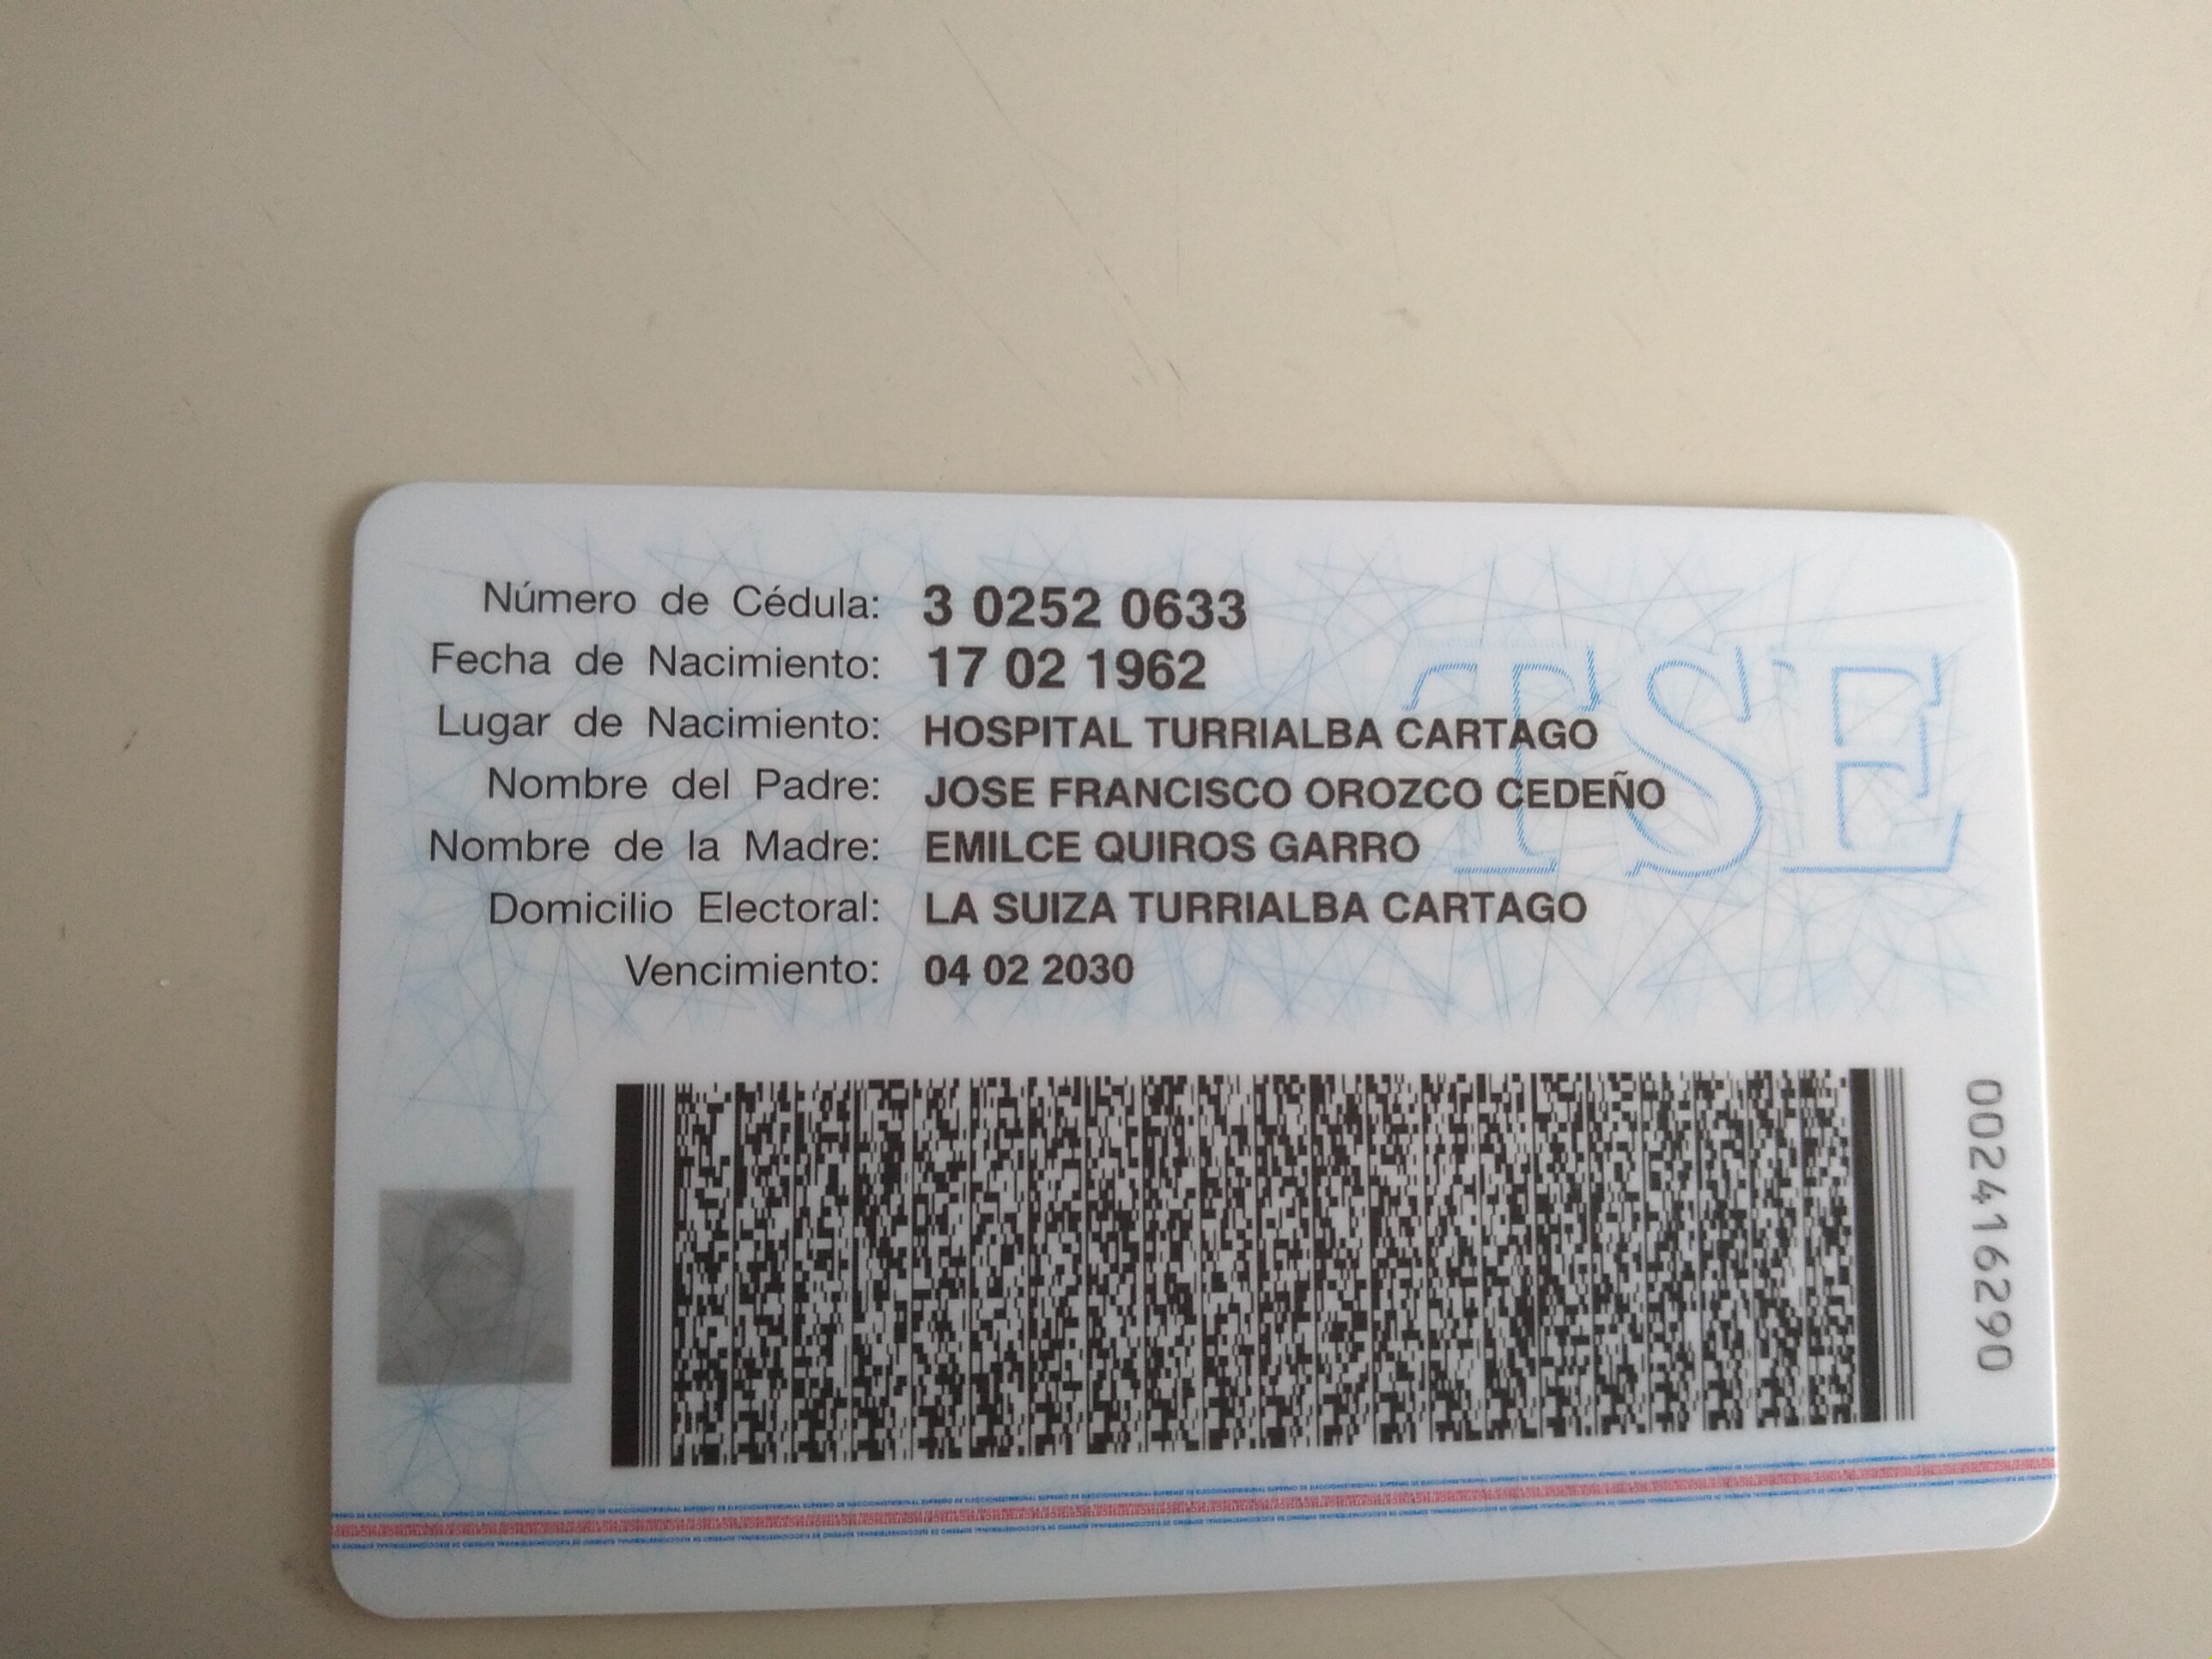 Número de Cédula: 3 0252 0633
Fecha de Nacimiento: 17 02 1962
Lugar de Nacimiento: HOSPITAL TURRIALBA CARTAGO
Nombre del Padre: JOSE FRANCISCO OROZCO CEDEÑO
Nombre de la Madre: EMILCE QUIROS GARRO
Domicilio Electoral: LA SUIZA TURRIALBA CARTAGO
Vencimiento: 04 02 2030
TSE
002416290